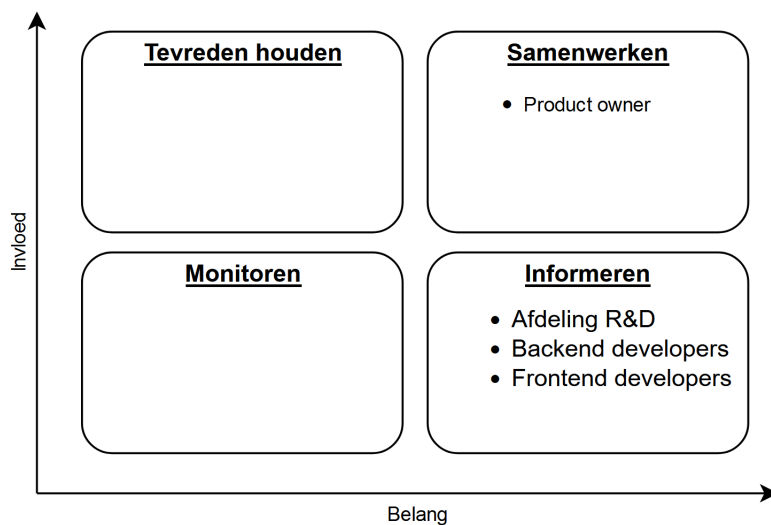 Tevreden houden
Samenwerken
• Product owner
Invloed
Monitoren
Informeren
• Afdeling R&D
• Backend developers
• Frontend developers
Belang